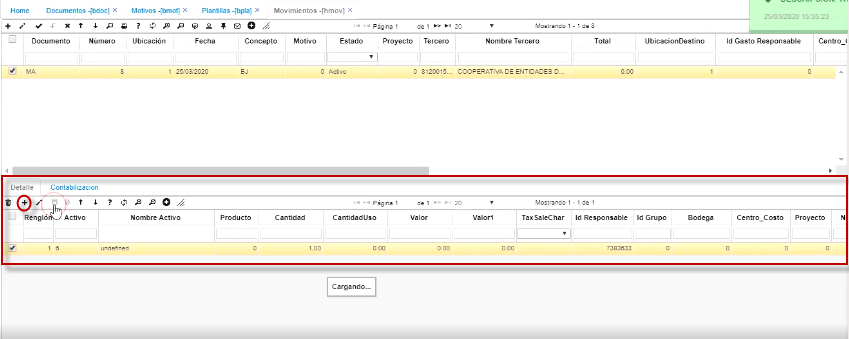 Home Documentos -[bdoc] × Motivos -[bmot] × Plantillas -[bpla] × Movimientos -[hmov] ×
25/03/2020 15:55:23
Página 1 de 1 20 Mostrando 1 - 1 de 8
Documento Número Ubicación Fecha Concepto Motivo Estado Proyecto Tercero Nombre Tercero Total UbicacionDestino Id Gasto Responsable
MA 8 1 25/03/2020 BJ 0 Activo 0 8120015... COOPERATIVA DE ENTIDADES D... 0.00 1 0
Detalle Contabilizacion
Página 1 de 1 20 Mostrando 1 - 1 de 1
Renglón Activo Nombre Activo Producto Cantidad CantidadUso Valor Valor1 TaxSaleChar Id Responsable Id Grupo Bodega Centro_Costo Proyecto
1 6 undefined 0 1.00 0.00 0.00 0.00 7383633 0 0 0 0
Cargando...